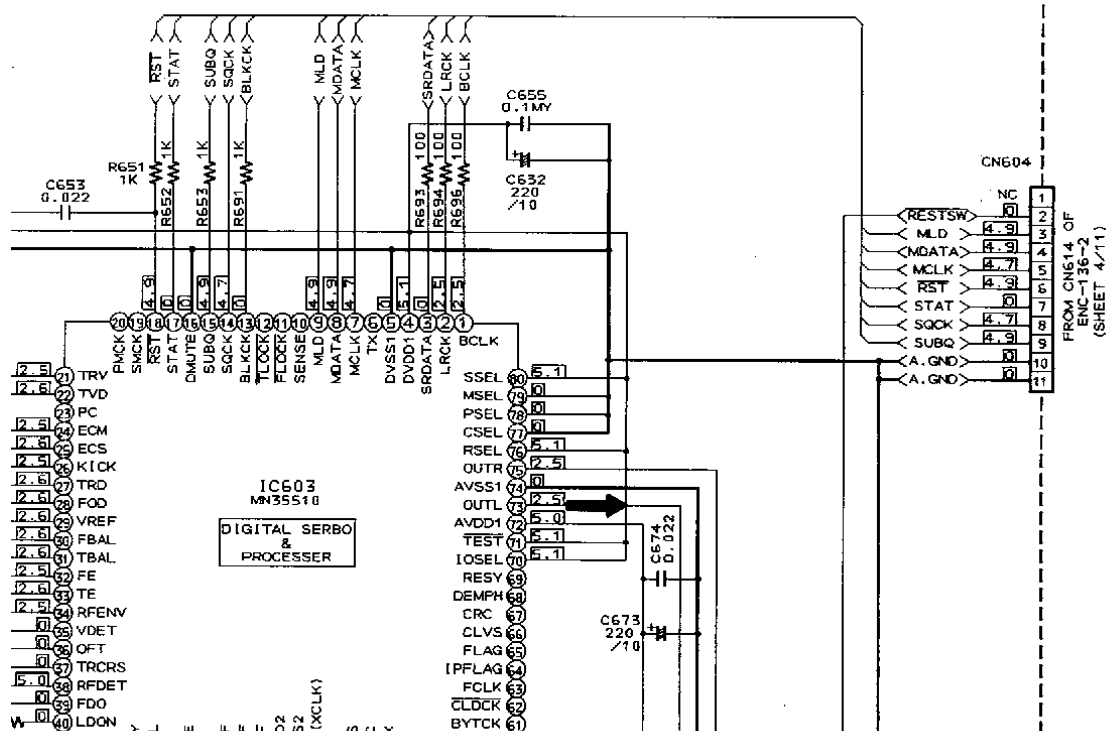 RST
STAT
SUBQ
SQCK
BLKCK
MLD
MDATA
MCLK
SRDATA
LRCK
BCLK
C655
0.1MY
C632
220
/10
R651
1K
R652 1K
R653 1K
R691 1K
R693 100
R694 100
R696 100
C653
0.022
CN604
NC 1
RESTSW 0 2
MLD 4.9 3
MDATA 4.9 4
MCLK 4.7 5
RST 4.9 6
STAT 0 7
SQCK 4.7 8
SUBQ 4.9 9
A.GND 0 10
A.GND 0 11
FROM CN614 OF
ENC-136-2
(SHEET 4/11)
4.9 0 0 4.9 4.7 0 4.9 4.9 4.7 0 5.1 0 2.5 2.5
20 19 18 17 16 15 14 13 12 11 10 9 8 7 6 5 4 3 2 1
PMCK
SMCK
RST
STAT
DMUTE
SUBQ
SQCK
BLKCK
TLOCK
FLOCK
SENSE
MLD
MDATA
MCLK
TX
DVSS1
DVDD1
SRDATA
LRCK
BCLK
2.5 21 TRV
2.6 22 TVD
23 PC
2.5 24 ECM
2.6 25 ECS
2.5 26 KICK
2.6 27 TRD
2.6 28 FOD
2.6 29 VREF
2.6 30 FBAL
2.6 31 TBAL
2.5 32 FE
2.6 33 TE
2.5 34 RFENV
0 35 VDET
0 36 OFT
0 37 TRCRS
5.0 38 RFDET
0 39 FDO
0 40 LDON
IC603
MN35510
DIGITAL SERBO
&
PROCESSER
SSEL 80 5.1
MSEL 79 0
PSEL 78 0
CSEL 77 0
RSEL 76 5.1
OUTR 75 2.5
AVSS1 74 0
OUTL 73 2.5
AVDD1 72 5.0
TEST 71 5.1
IOSEL 70 5.1
RESY 69
DEMPH 68
CRC 67
CLVS 66
FLAG 65
IPFLAG 64
FCLK 63
CLDCK 62
BYTCK 61
C674
0.022
C673
220
/10
(XCLK)